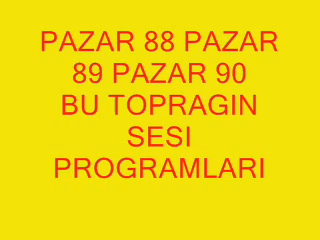 PAZAR 88 PAZAR
89 PAZAR 90
BU TOPRAGIN
SESI
PROGRAMLARI